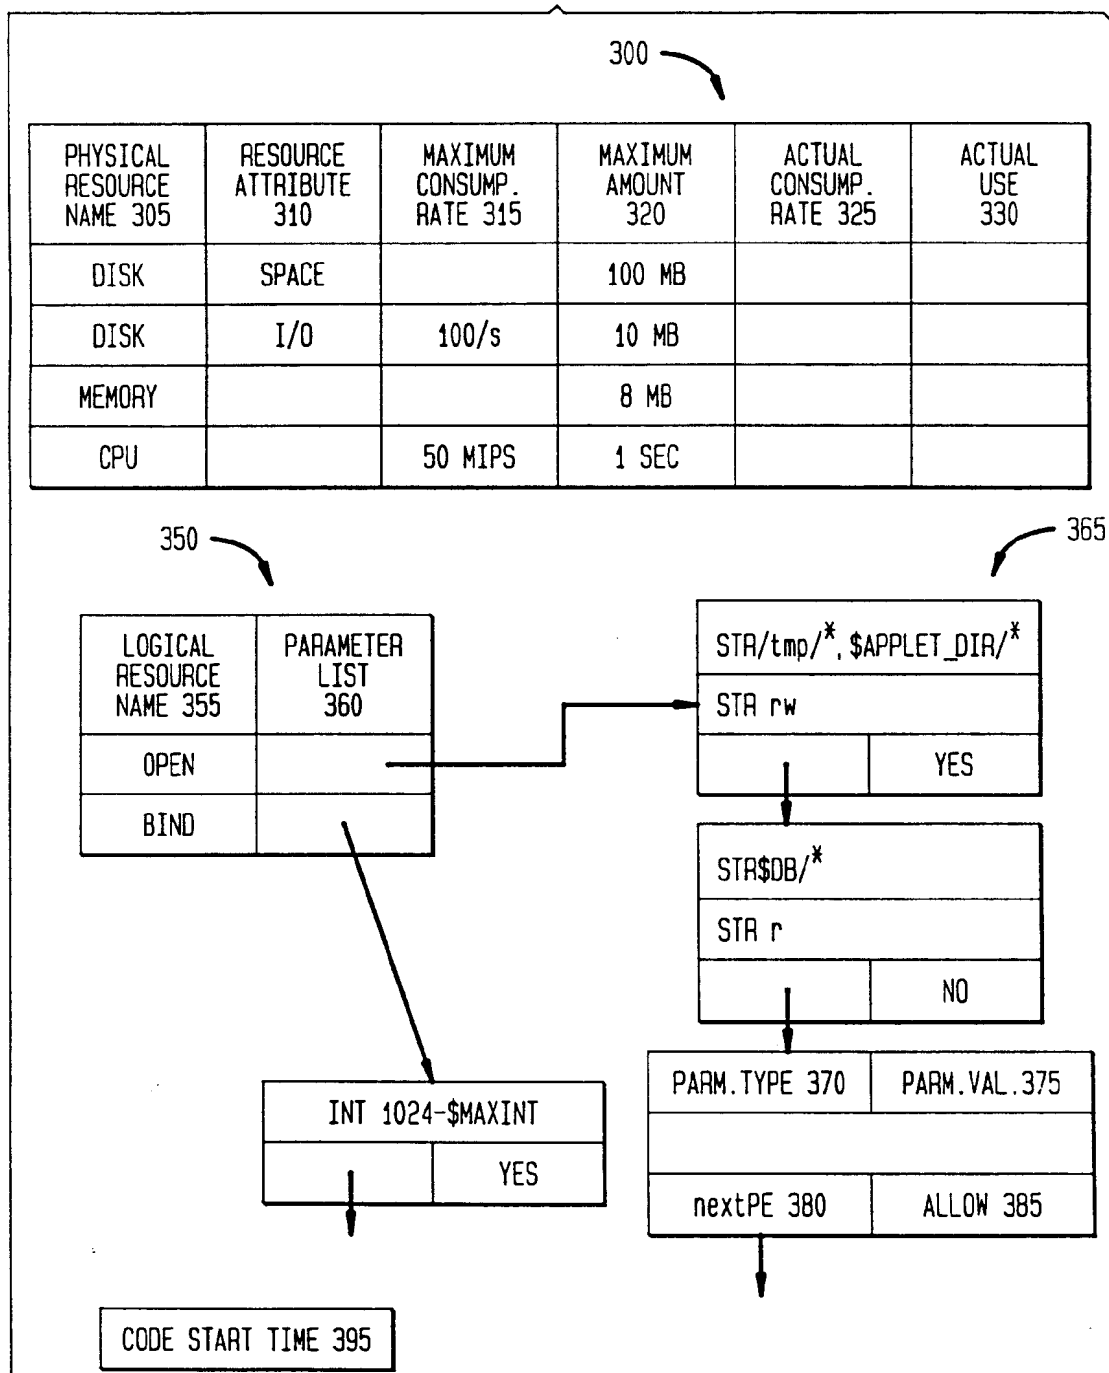 300
PHYSICAL RESOURCE NAME 305 RESOURCE ATTRIBUTE 310 MAXIMUM CONSUMP. RATE 315 MAXIMUM AMOUNT 320 ACTUAL CONSUMP. RATE 325 ACTUAL USE 330
DISK SPACE 100 MB
DISK I/O 100/s 10 MB
MEMORY 8 MB
CPU 50 MIPS 1 SEC
350
365
LOGICAL RESOURCE NAME 355 PARAMETER LIST 360
OPEN
BIND
STR/tmp/*, $APPLET_DIR/*
STR rw
YES
STR$DB/*
STR r
NO
PARM.TYPE 370 PARM.VAL.375
nextPE 380 ALLOW 385
INT 1024-$MAXINT
YES
CODE START TIME 395